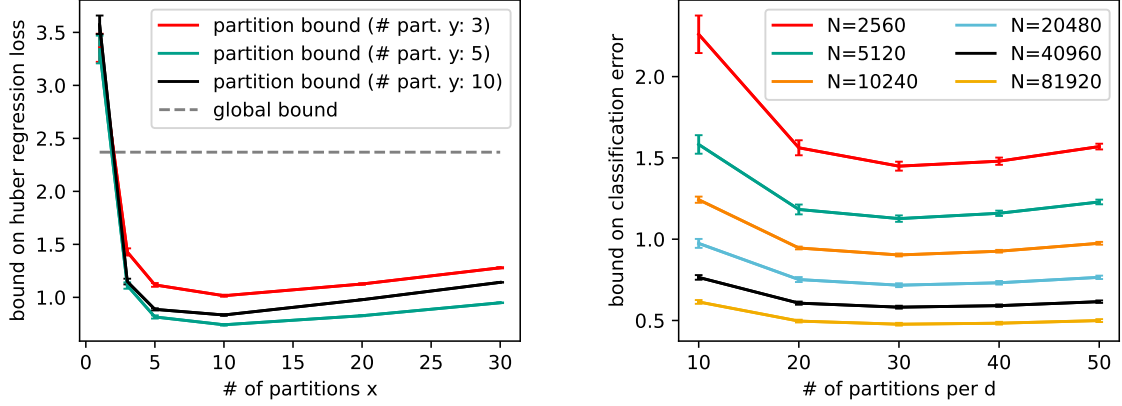 bound on huber regression loss
3.5
3.0
2.5
2.0
1.5
1.0
partition bound (# part. y: 3)
partition bound (# part. y: 5)
partition bound (# part. y: 10)
global bound
0 5 10 15 20 25 30
# of partitions x
bound on classification error
2.0
1.5
1.0
0.5
N=2560 N=20480
N=5120 N=40960
N=10240 N=81920
10 20 30 40 50
# of partitions per d